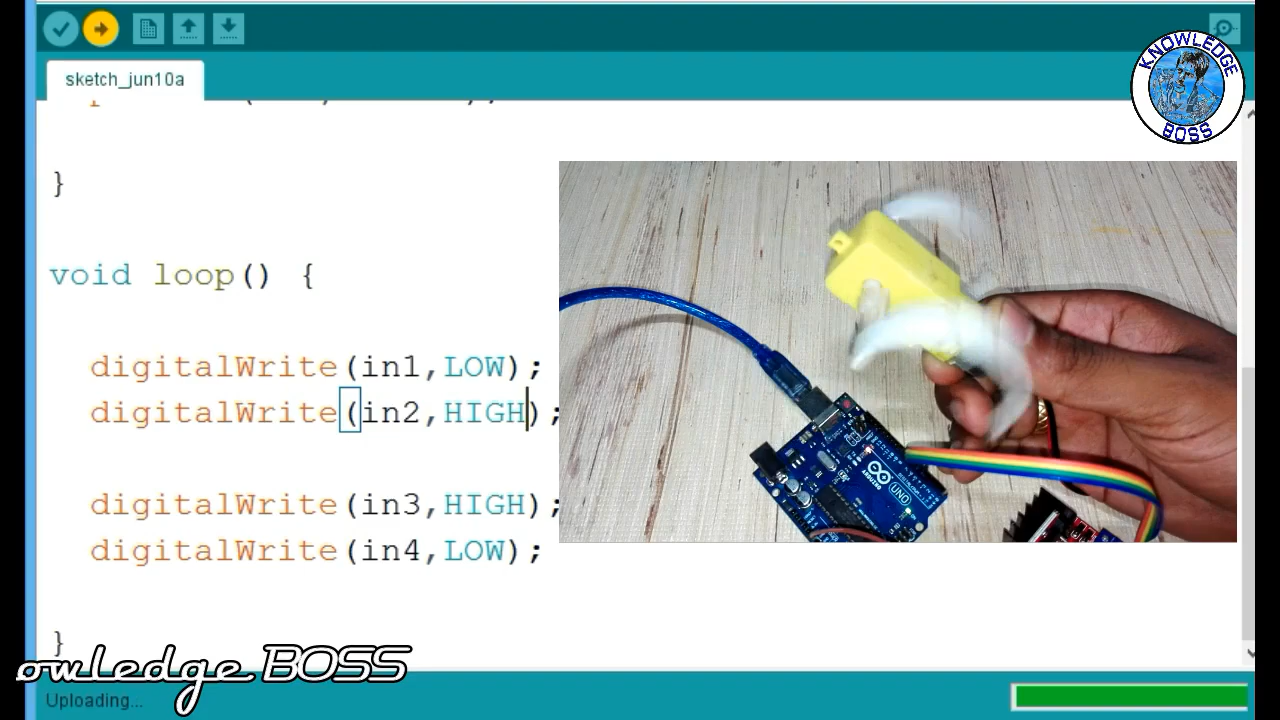 sketch_jun10a
KNOWLEDGE
BOSS
}
void loop() {
digitalWrite(in1,LOW);
digitalWrite(in2,HIGH);
digitalWrite(in3,HIGH);
digitalWrite(in4,LOW);
}
owledge BOSS
Uploading...
UNO
ARDUINO